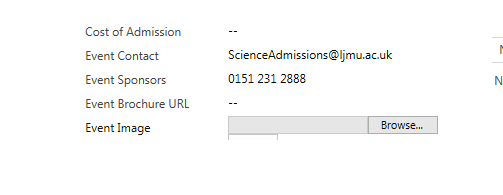 Cost of Admission --
Event Contact ScienceAdmissions@ljmu.ac.uk
Event Sponsors 0151 231 2888
Event Brochure URL --
Event Image Browse...